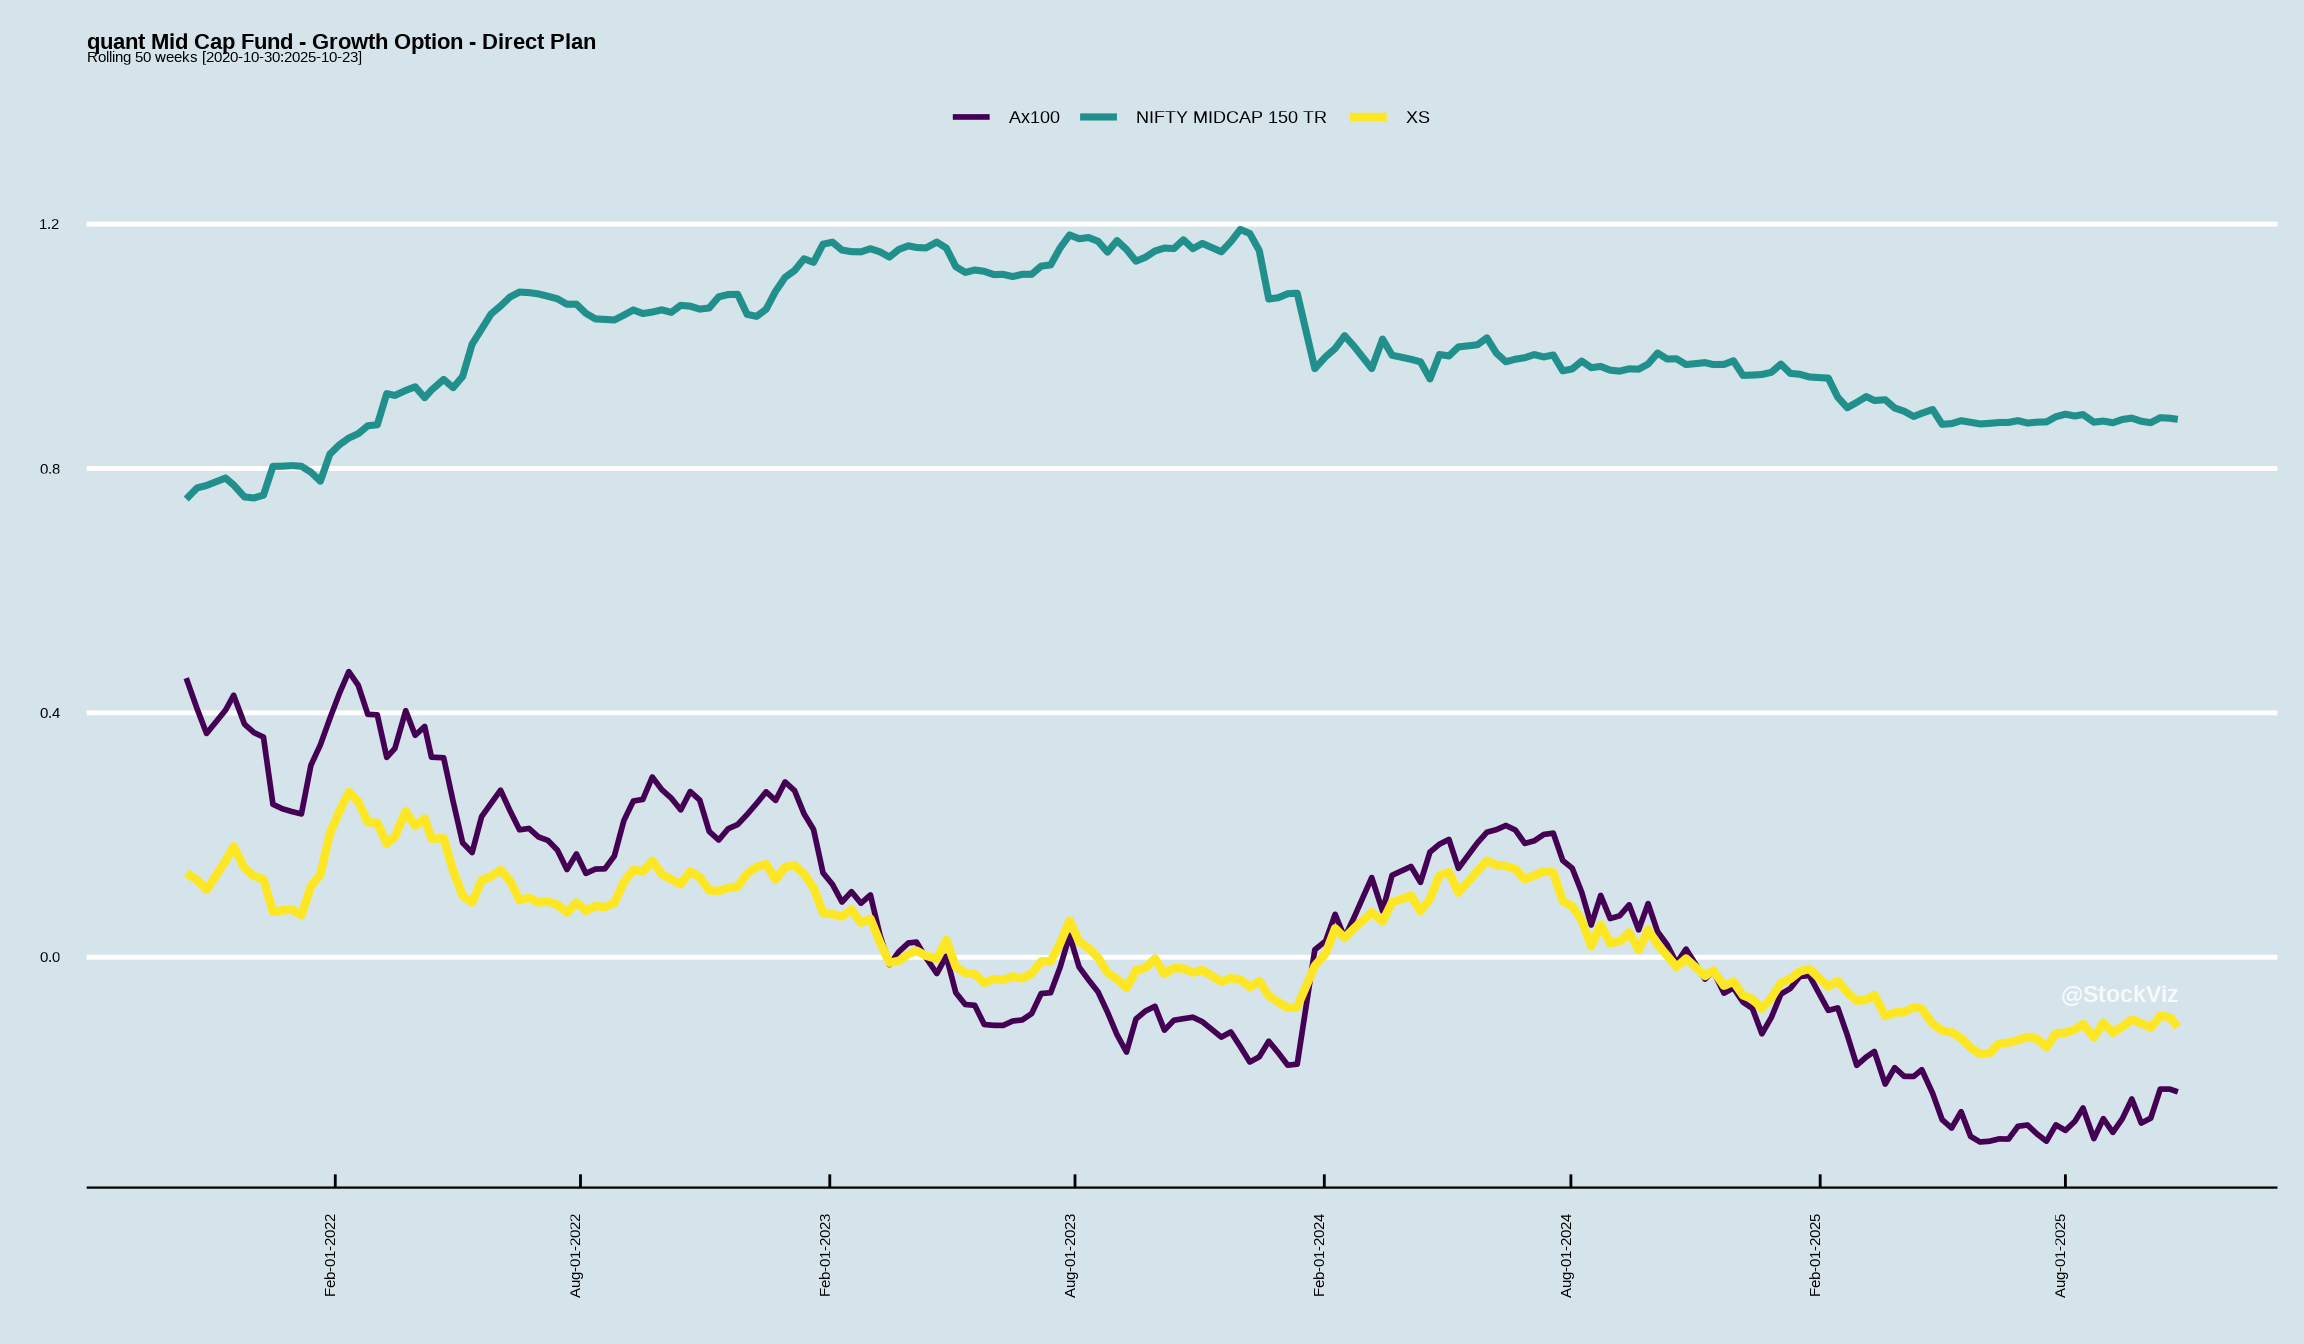 quant Mid Cap Fund - Growth Option - Direct Plan
Rolling 50 weeks [2020-10-30:2025-10-23]
Ax100 NIFTY MIDCAP 150 TR XS
1.2
0.8
0.4
0.0
@StockViz
Feb-01-2022
Aug-01-2022
Feb-01-2023
Aug-01-2023
Feb-01-2024
Aug-01-2024
Feb-01-2025
Aug-01-2025